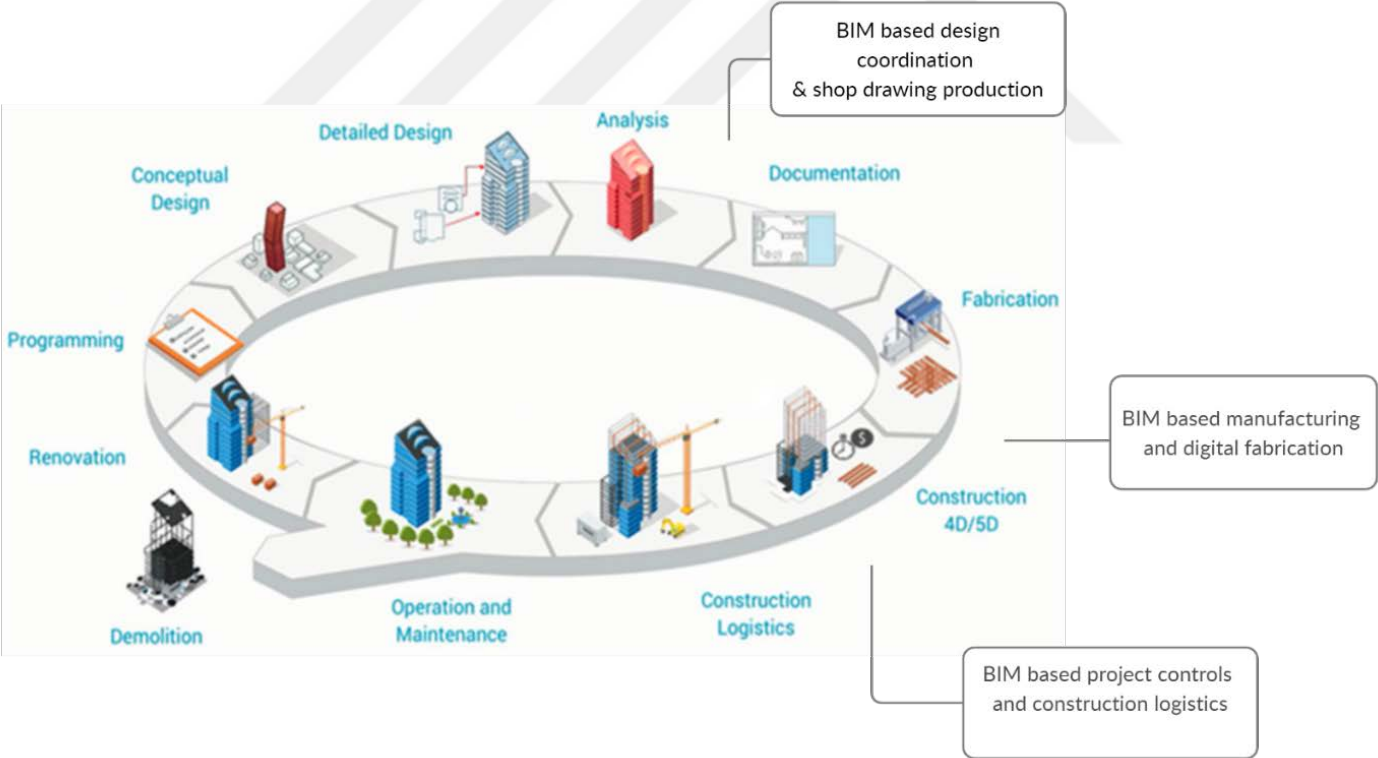 BIM based design
coordination
& shop drawing production
Detailed Design
Analysis
Conceptual
Design
Documentation
Fabrication
Programming
BIM based manufacturing
and digital fabrication
Renovation
Construction
4D/5D
Operation and
Maintenance
Construction
Logistics
Demolition
BIM based project controls
and construction logistics
$